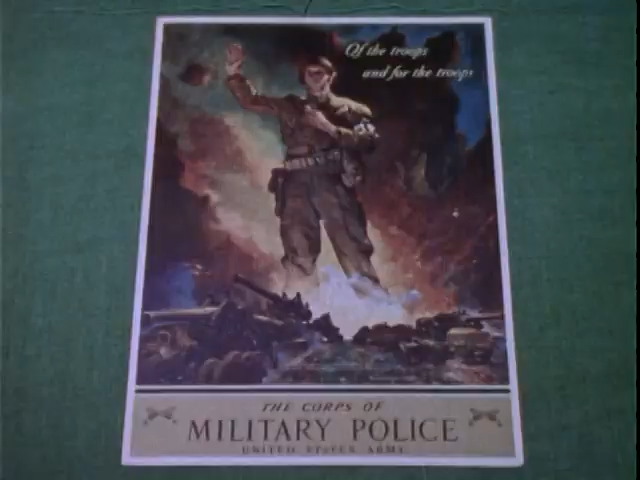 Of the troops
and for the troops
THE CORPS OF
MILITARY POLICE
UNITED STATES ARMY